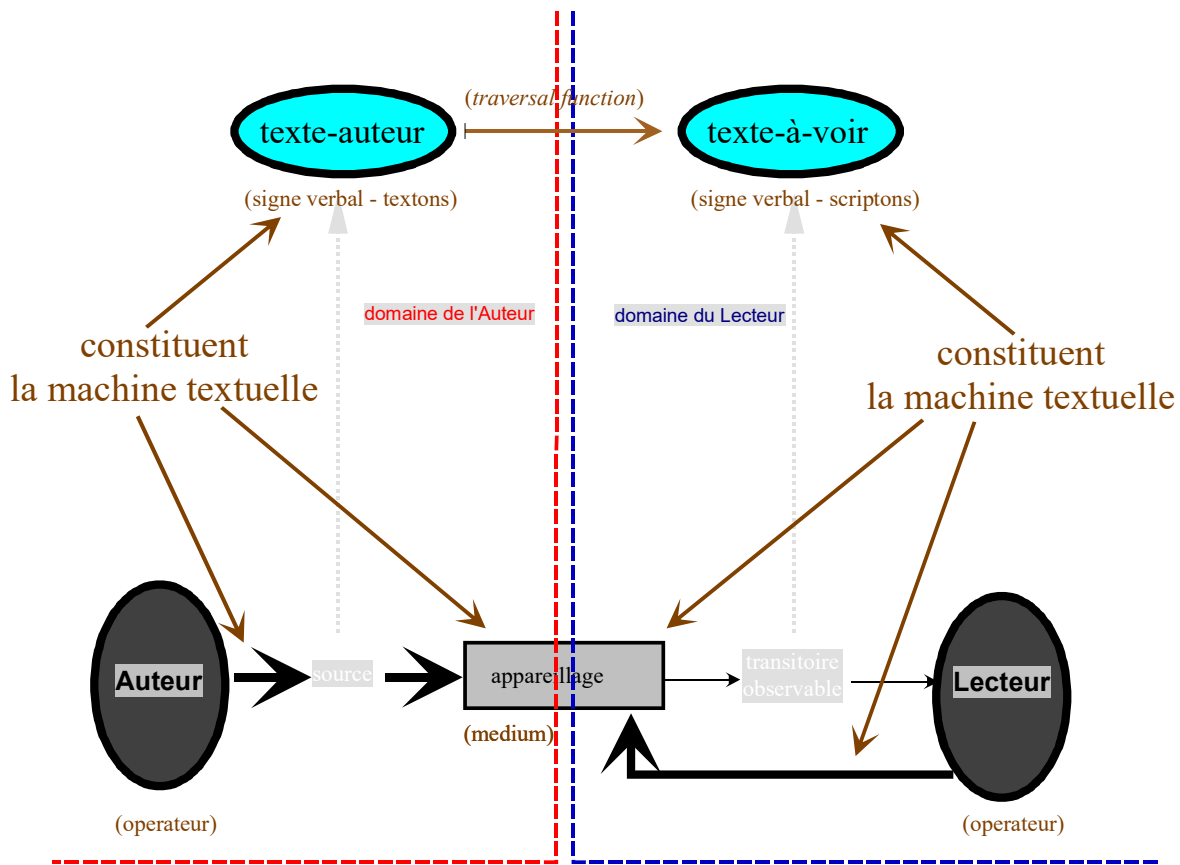 (traversal function)
texte-auteur
texte-à-voir
(signe verbal - textons)
(signe verbal - scriptons)
domaine de l'Auteur
domaine du Lecteur
constituent
la machine textuelle
constituent
la machine textuelle
Auteur
source
appareillage
transitoire
observable
Lecteur
(medium)
(operateur)
(operateur)